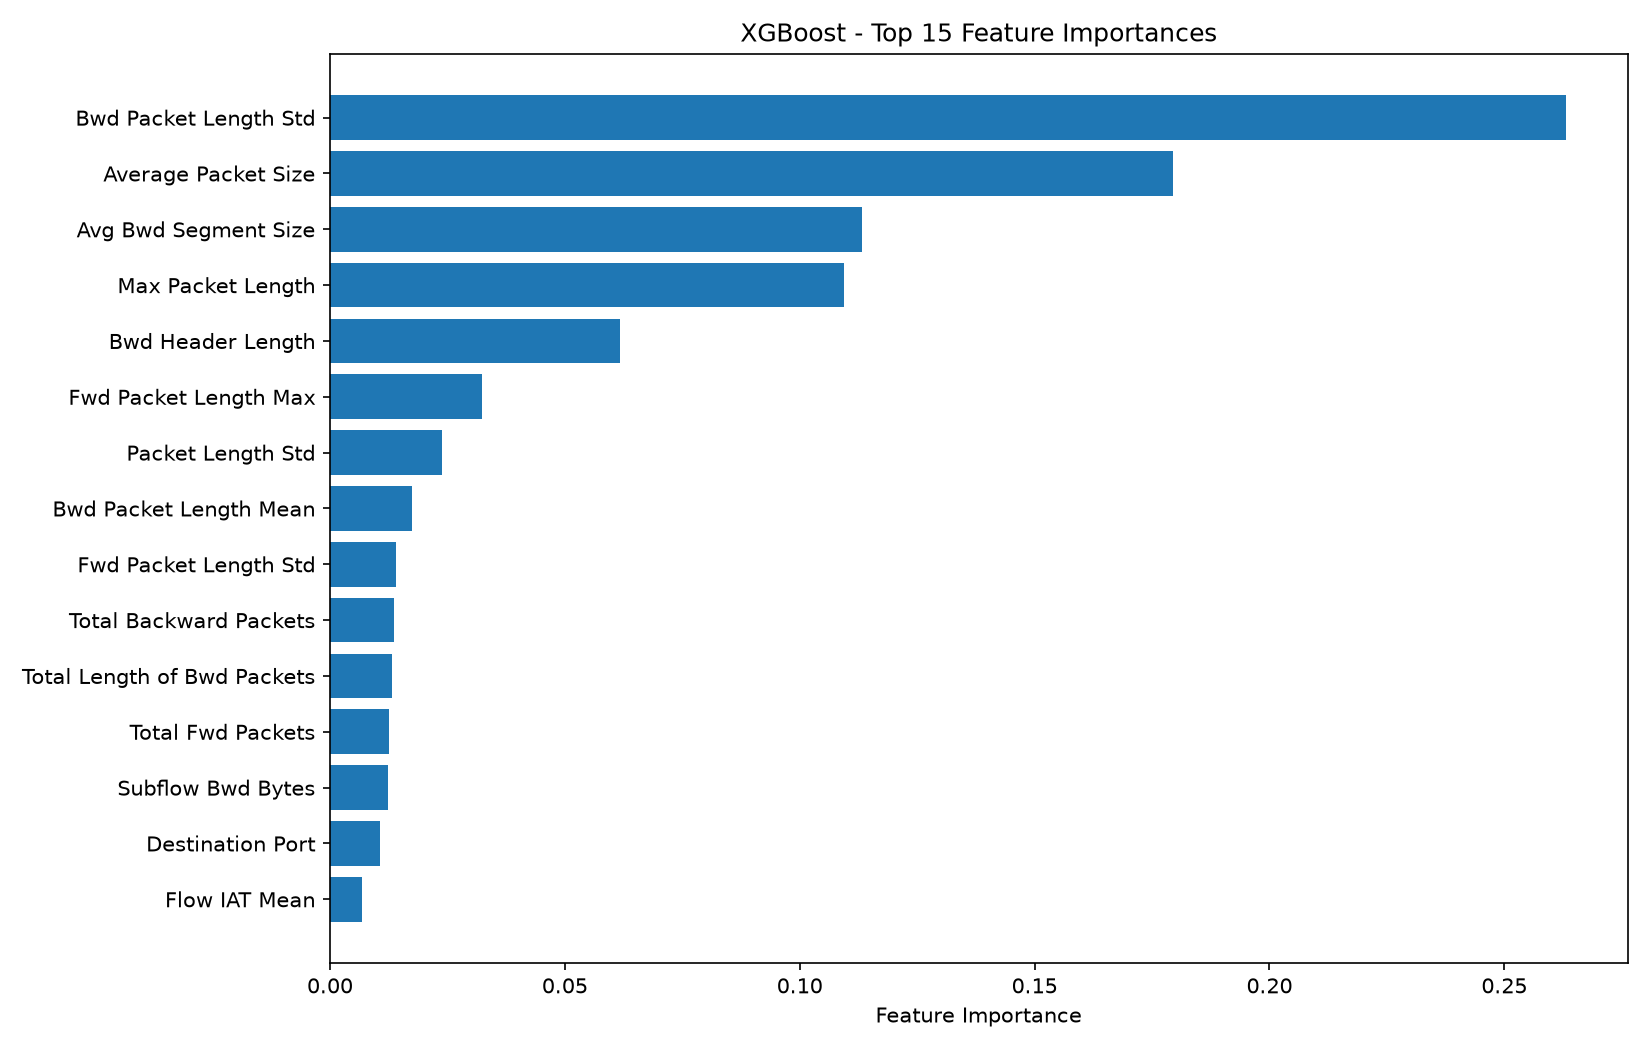 XGBoost - Top 15 Feature Importances
Bwd Packet Length Std
Average Packet Size
Avg Bwd Segment Size
Max Packet Length
Bwd Header Length
Fwd Packet Length Max
Packet Length Std
Bwd Packet Length Mean
Fwd Packet Length Std
Total Backward Packets
Total Length of Bwd Packets
Total Fwd Packets
Subflow Bwd Bytes
Destination Port
Flow IAT Mean
0.00 0.05 0.10 0.15 0.20 0.25
Feature Importance